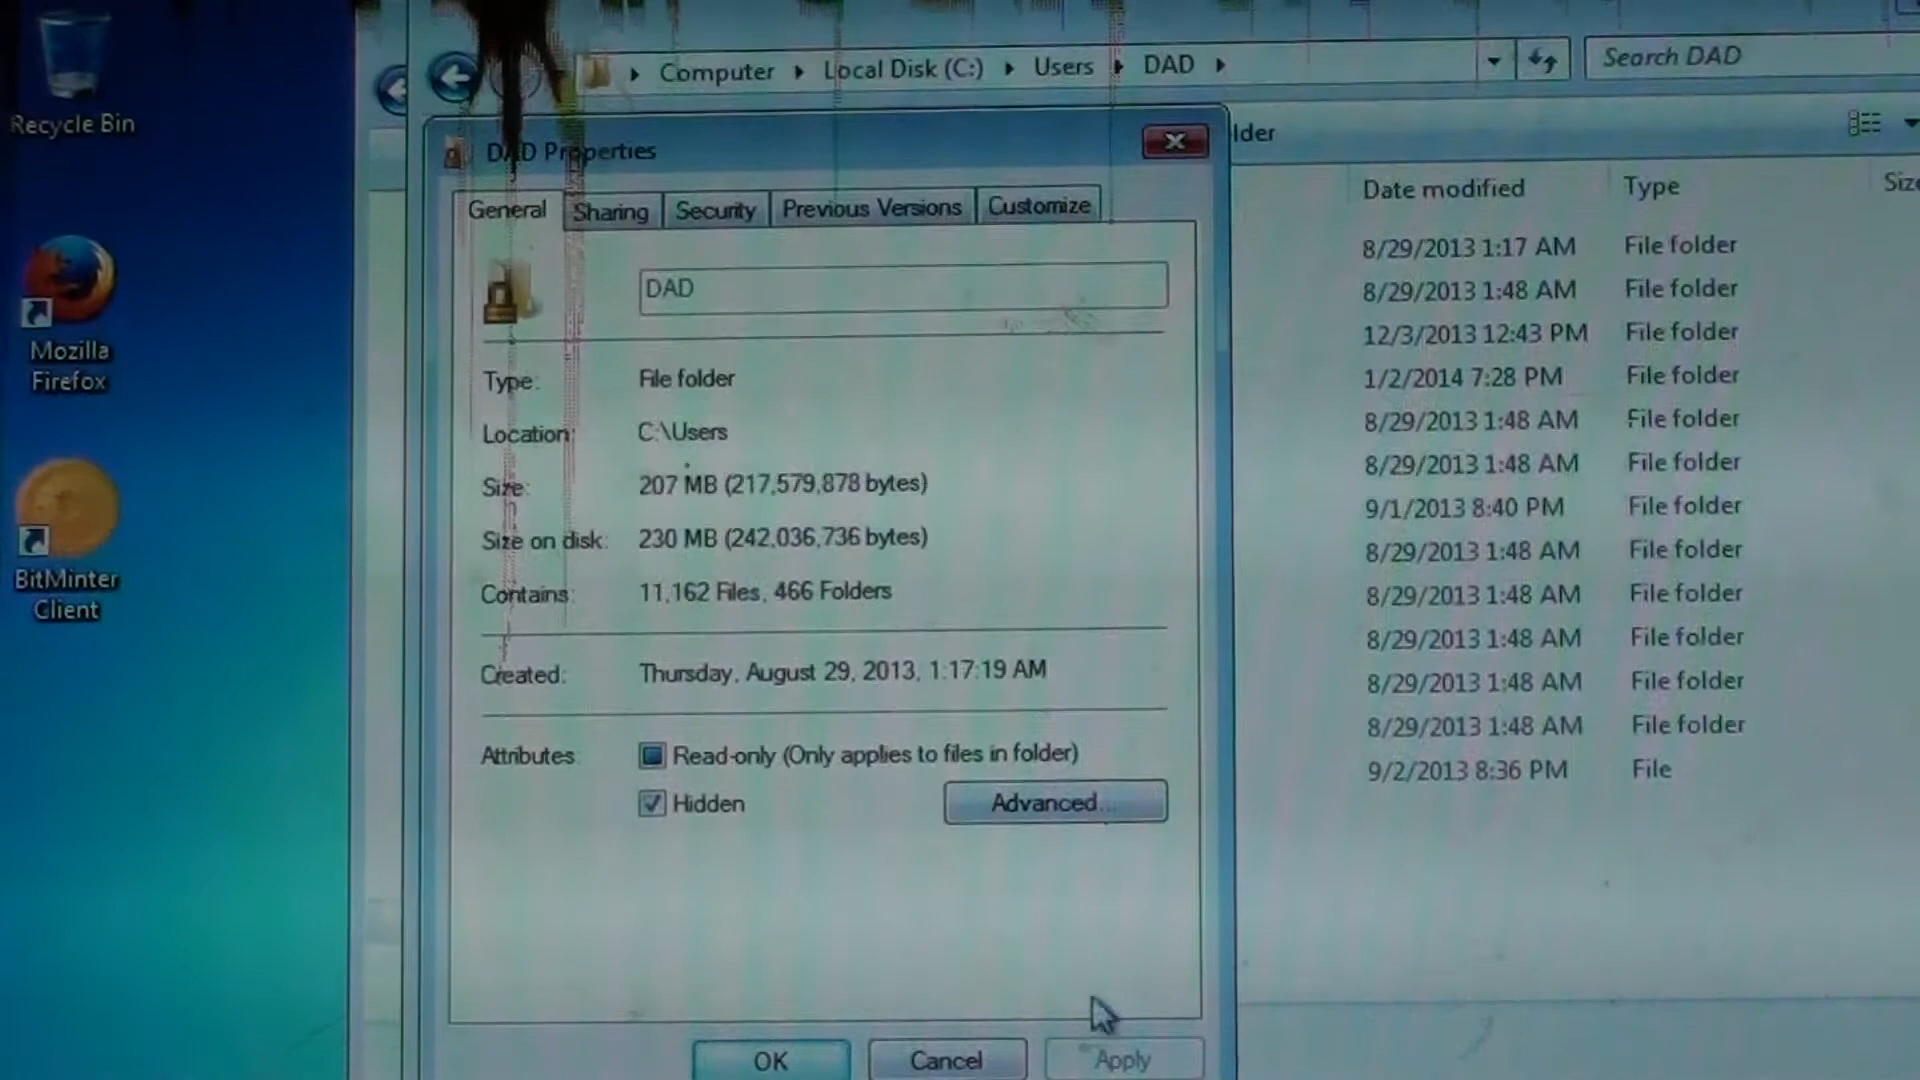 Recycle Bin
Mozilla
Firefox
BitMinter
Client
Computer
Local Disk (C:)
Users
DAD
Search DAD
DAD Properties
General
Sharing
Security
Previous Versions
Customize
DAD
Type:
File folder
Location:
C:\Users
Size:
207 MB (217,579,878 bytes)
Size on disk:
230 MB (242,036,736 bytes)
Contains:
11,162 Files, 466 Folders
Created:
Thursday, August 29, 2013, 1:17:19 AM
Attributes:
Read-only (Only applies to files in folder)
Hidden
Advanced...
OK
Cancel
Apply
Date modified
Type
8/29/2013 1:17 AM File folder
8/29/2013 1:48 AM File folder
12/3/2013 12:43 PM File folder
1/2/2014 7:28 PM File folder
8/29/2013 1:48 AM File folder
8/29/2013 1:48 AM File folder
9/1/2013 8:40 PM File folder
8/29/2013 1:48 AM File folder
8/29/2013 1:48 AM File folder
8/29/2013 1:48 AM File folder
8/29/2013 1:48 AM File folder
8/29/2013 1:48 AM File folder
9/2/2013 8:36 PM File